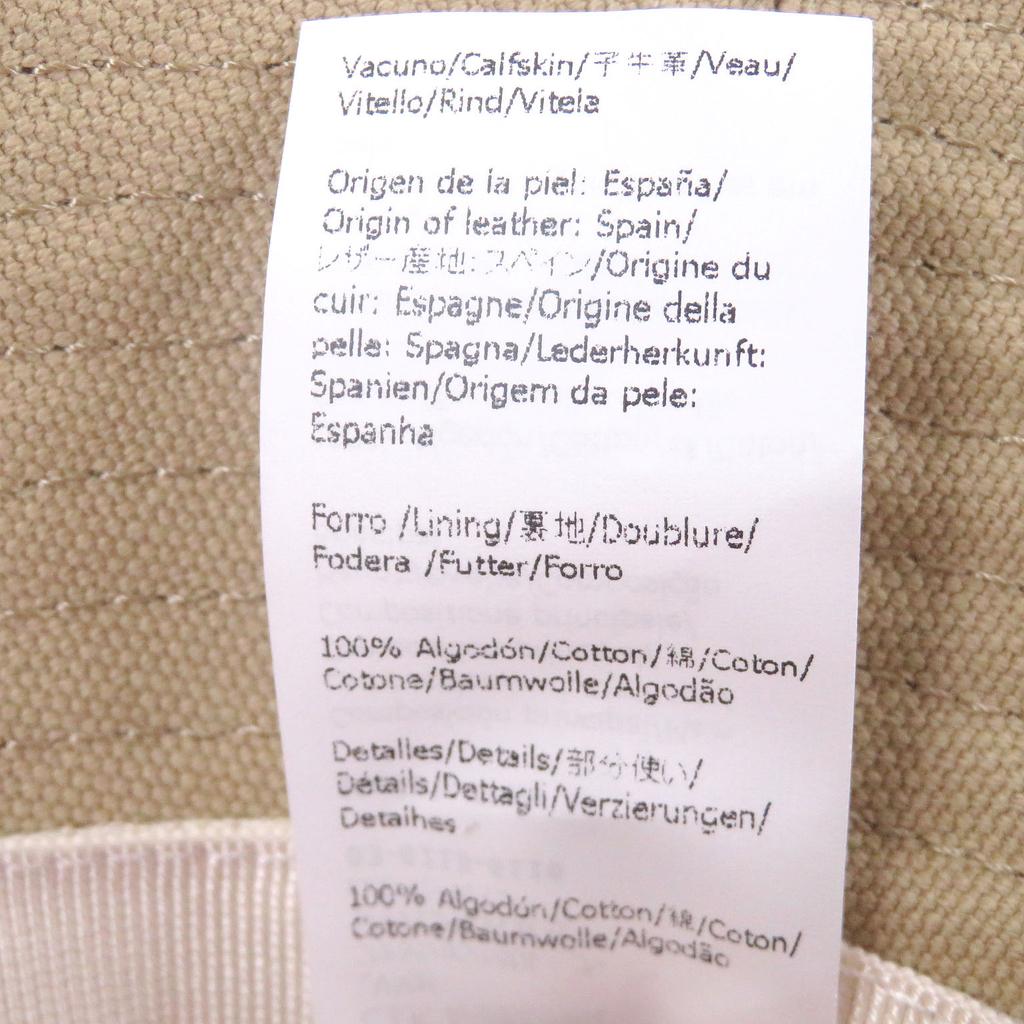 Vacuno/Calfskin/子牛革/Veau/
Vitello/Rind/Vitela
Origen de la piel: España/
Origin of leather: Spain/
レザー産地:スペイン/Origine du
cuir: Espagne/Origine della
pelle: Spagna/Lederherkunft:
Spanien/Origem da pele:
Espanha
Forro /Lining/裏地/Doublure/
Fodera /Futter/Forro
100% Algodón/Cotton/綿/Coton/
Cotone/Baumwolle/Algodão
Detalles/Details/部分使い/
Détails/Dettagli/Verzierungen/
Detalhes
100% Algodón/Cotton/綿/Coton/
Cotone/Baumwolle/Algodão